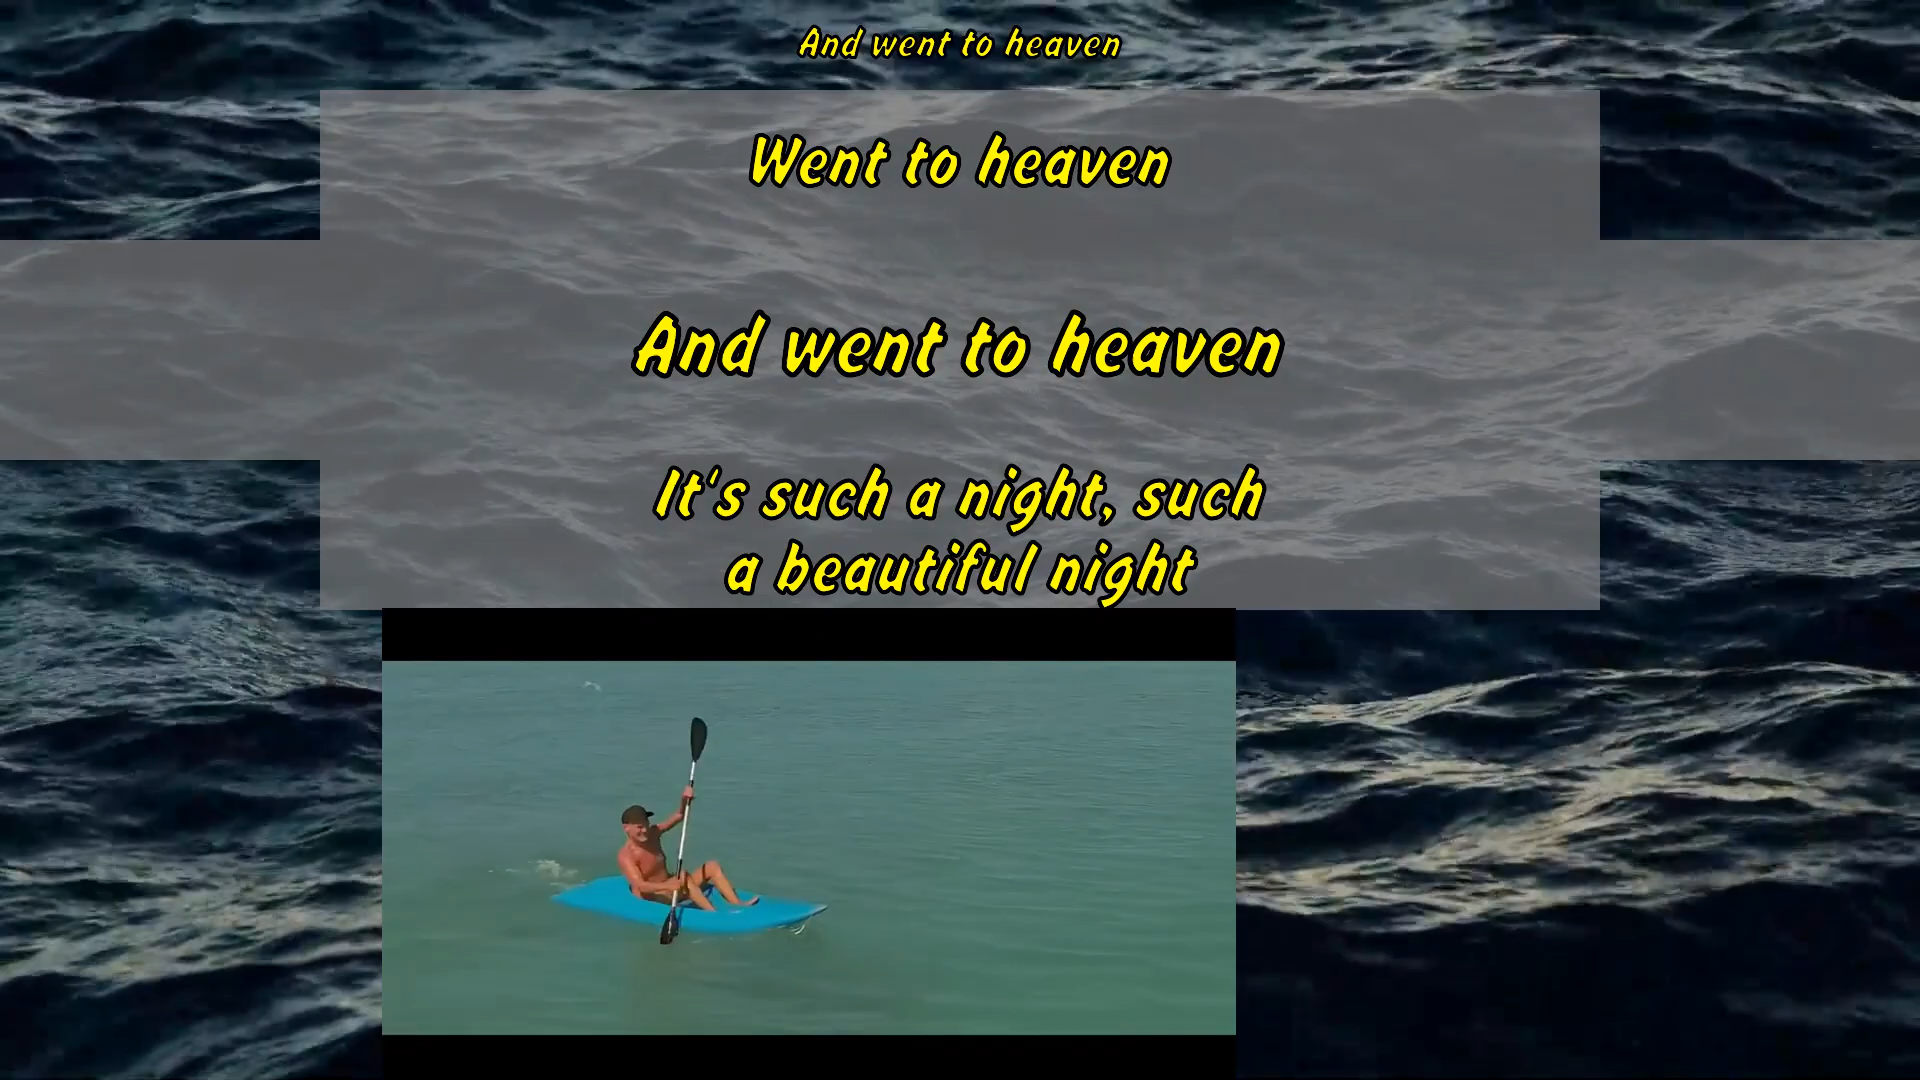 And went to heaven
Went to heaven
And went to heaven
It's such a night, such
a beautiful night